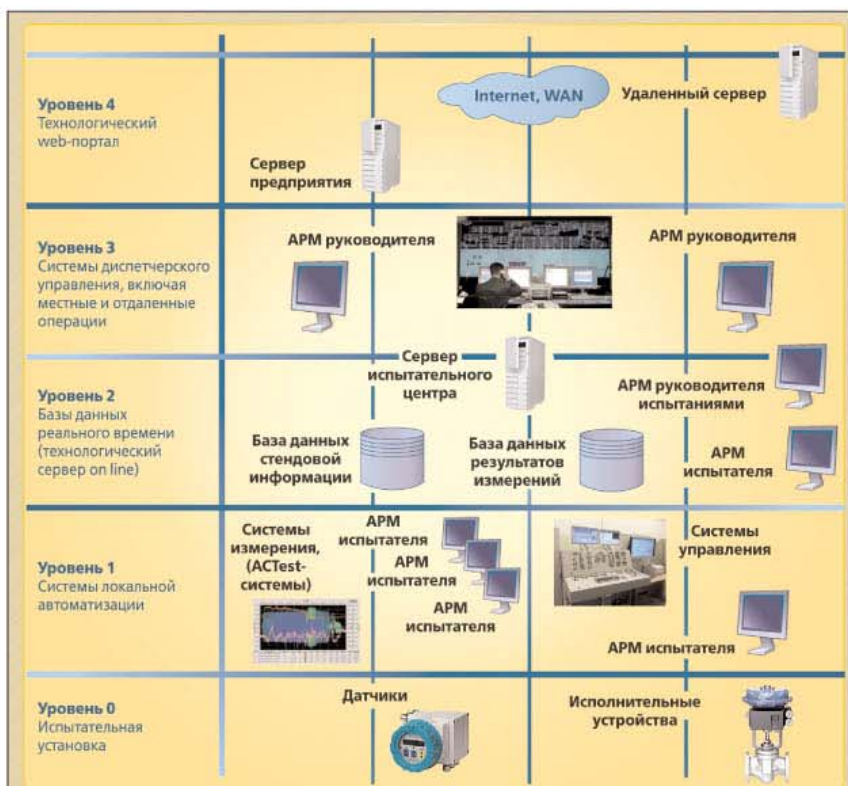 Уровень 4
Технологический
web-портал
Internet, WAN
Удаленный сервер
Сервер
предприятия
Уровень 3
Системы диспетчерского
управления, включая
местные и отдаленные
операции
АРМ руководителя
АРМ руководителя
Уровень 2
Базы данных
реального времени
(технологический
сервер on line)
Сервер
испытательного
центра
АРМ руководителя
испытаниями
База данных
стендовой
информации
База данных
результатов
измерений
АРМ
испытателя
Уровень 1
Системы локальной
автоматизации
Системы
измерения,
(ACTest-
системы)
АРМ
испытателя
АРМ
испытателя
АРМ
испытателя
Системы
управления
АРМ испытателя
Уровень 0
Испытательная
установка
Датчики
Исполнительные
устройства